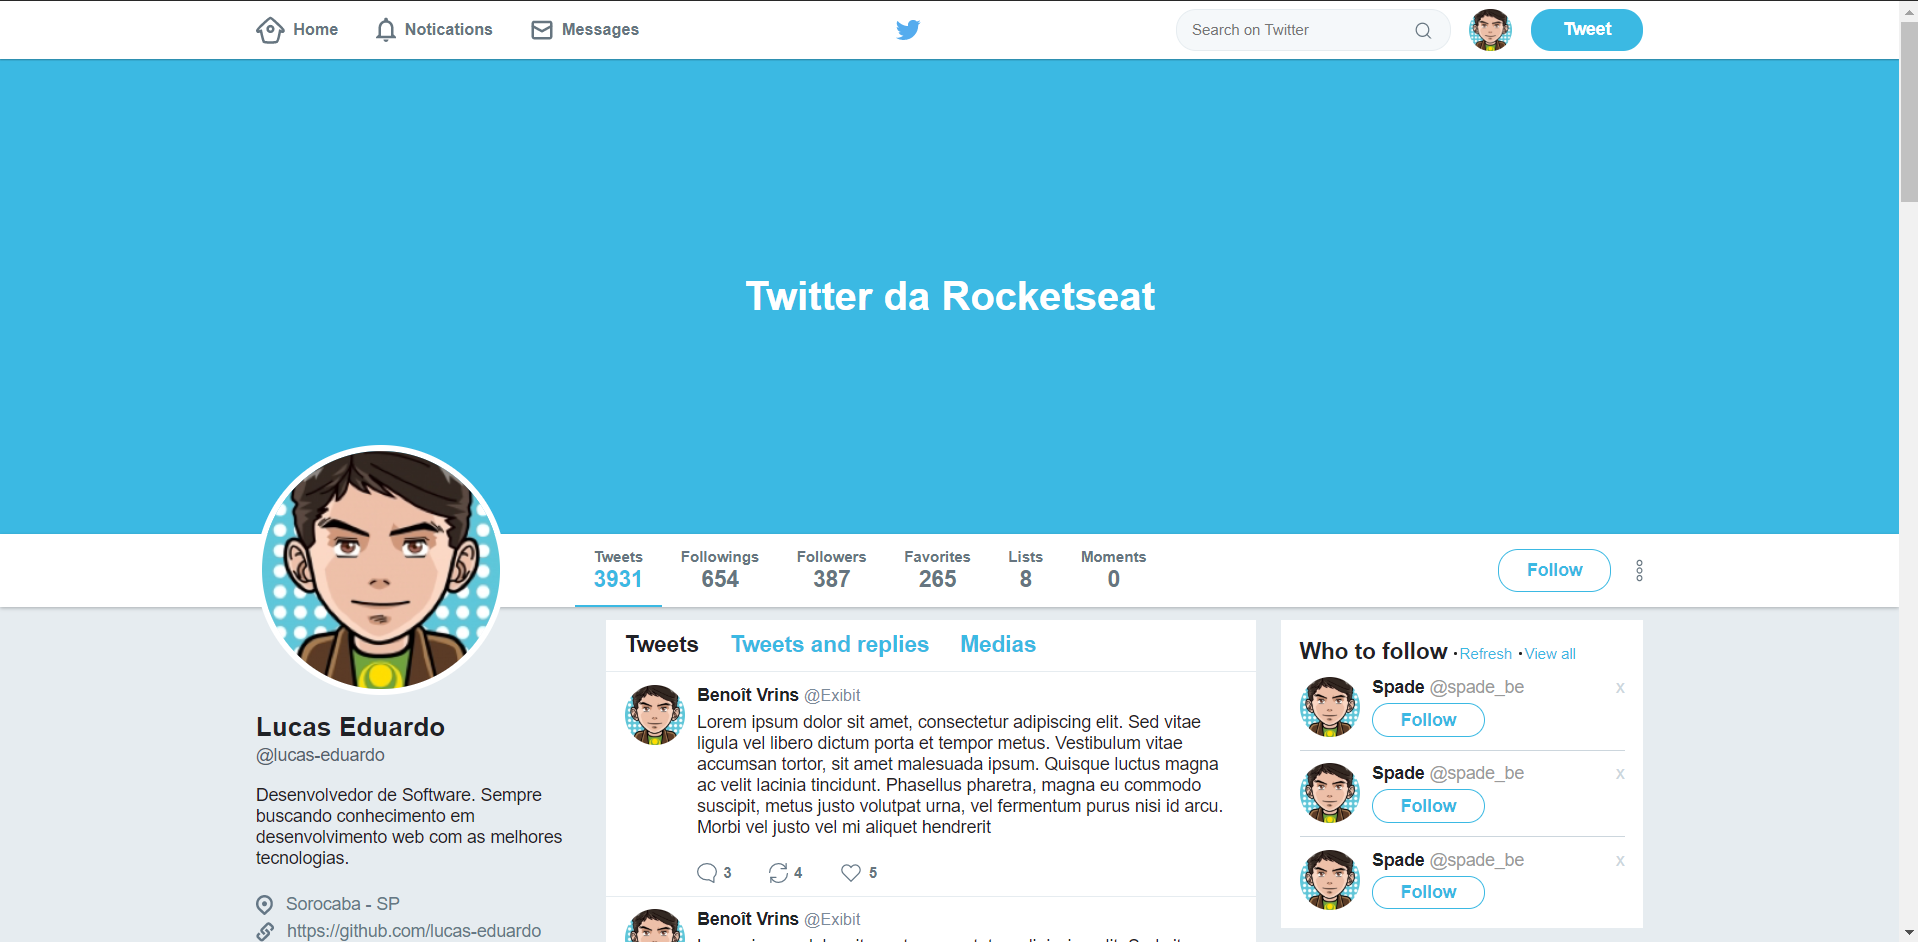 Home
Notications
Messages
Search on Twitter
Tweet
Twitter da Rocketseat
Tweets
3931
Followings
654
Followers
387
Favorites
265
Lists
8
Moments
0
Follow
Lucas Eduardo
@lucas-eduardo
Desenvolvedor de Software. Sempre
buscando conhecimento em
desenvolvimento web com as melhores
tecnologias.
Sorocaba - SP
https://github.com/lucas-eduardo
Tweets
Tweets and replies
Medias
Benoît Vrins @Exibit
Lorem ipsum dolor sit amet, consectetur adipiscing elit. Sed vitae
ligula vel libero dictum porta et tempor metus. Vestibulum vitae
accumsan tortor, sit amet malesuada ipsum. Quisque luctus magna
ac velit lacinia tincidunt. Phasellus pharetra, magna eu commodo
suscipit, metus justo volutpat urna, vel fermentum purus nisi id arcu.
Morbi vel justo vel mi aliquet hendrerit
3
4
5
Benoît Vrins @Exibit
Who to follow ·Refresh ·View all
Spade @spade_be x
Follow
Spade @spade_be x
Follow
Spade @spade_be x
Follow